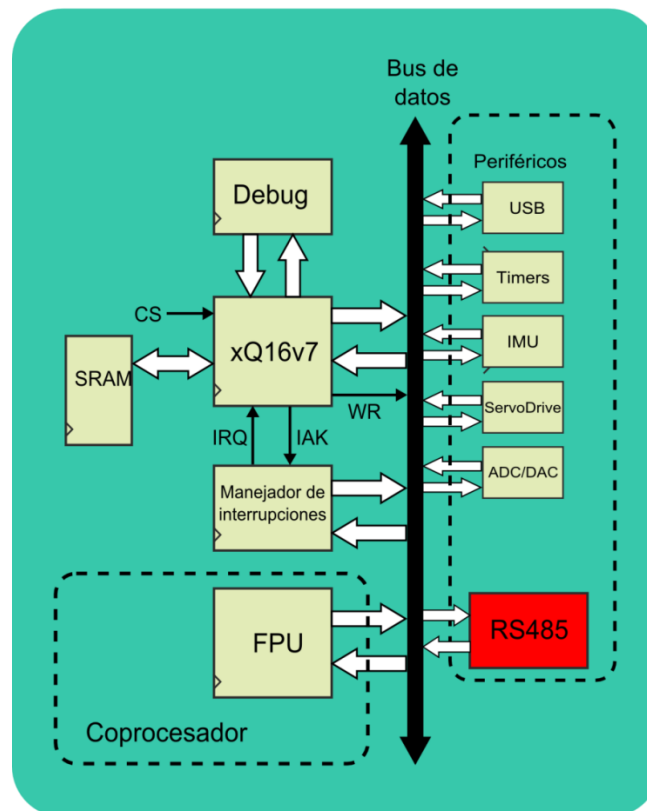 Bus de
datos
Periféricos
Debug
USB
Timers
CS
xQ16v7
IMU
SRAM
WR
ServoDrive
IRQ
IAK
ADC/DAC
Manejador de
interrupciones
FPU
RS485
Coprocesador